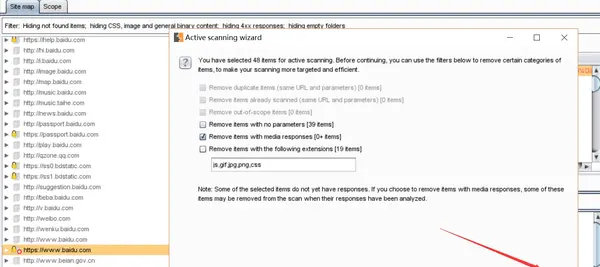 Site map
Scope
Filter: Hiding not found items; hiding CSS, image and general binary content; hiding 4xx responses; hiding empty folders
https://help.baidu.com
http://hi.baidu.com
http://i.baidu.com
http://image.baidu.com
http://map.baidu.com
http://music.baidu.com
http://music.taihe.com
http://news.baidu.com
http://passport.baidu.com
https://passport.baidu.com
http://play.baidu.com
http://qzone.qq.com
https://ss0.bdstatic.com
https://ss1.bdstatic.com
http://suggestion.baidu.com
http://tieba.baidu.com
http://v.baidu.com
http://weibo.com
http://wenku.baidu.com
http://www.baidu.com
https://www.baidu.com
http://www.beian.gov.cn
Active scanning wizard
You have selected 48 items for active scanning. Before continuing, you can use the filters below to remove certain categories of
items, to make your scanning more targeted and efficient.
Remove duplicate items (same URL and parameters) [0 items]
Remove items already scanned (same URL and parameters) [0 items]
Remove out-of-scope items [0 items]
Remove items with no parameters [39 items]
Remove items with media responses [0+ items]
Remove items with the following extensions [19 items]
js,gif,jpg,png,css
Note: Some of the selected items do not yet have responses. If you choose to remove items with media responses, some of these
items may be removed from the scan when their responses have been analyzed.